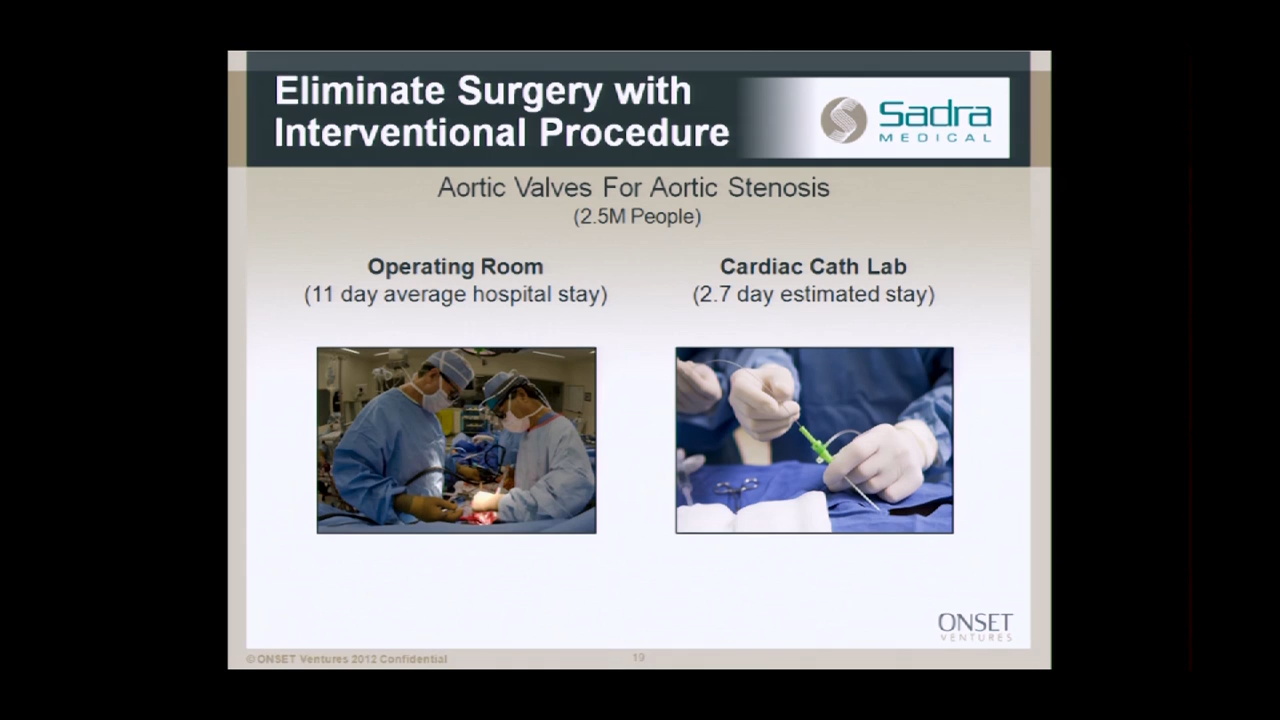 Eliminate Surgery with
Interventional Procedure
Sadra
MEDICAL
Aortic Valves For Aortic Stenosis
(2.5M People)
Operating Room
(11 day average hospital stay)
Cardiac Cath Lab
(2.7 day estimated stay)
ONSET
VENTURES
©ONSET Ventures 2012 Confidential
19